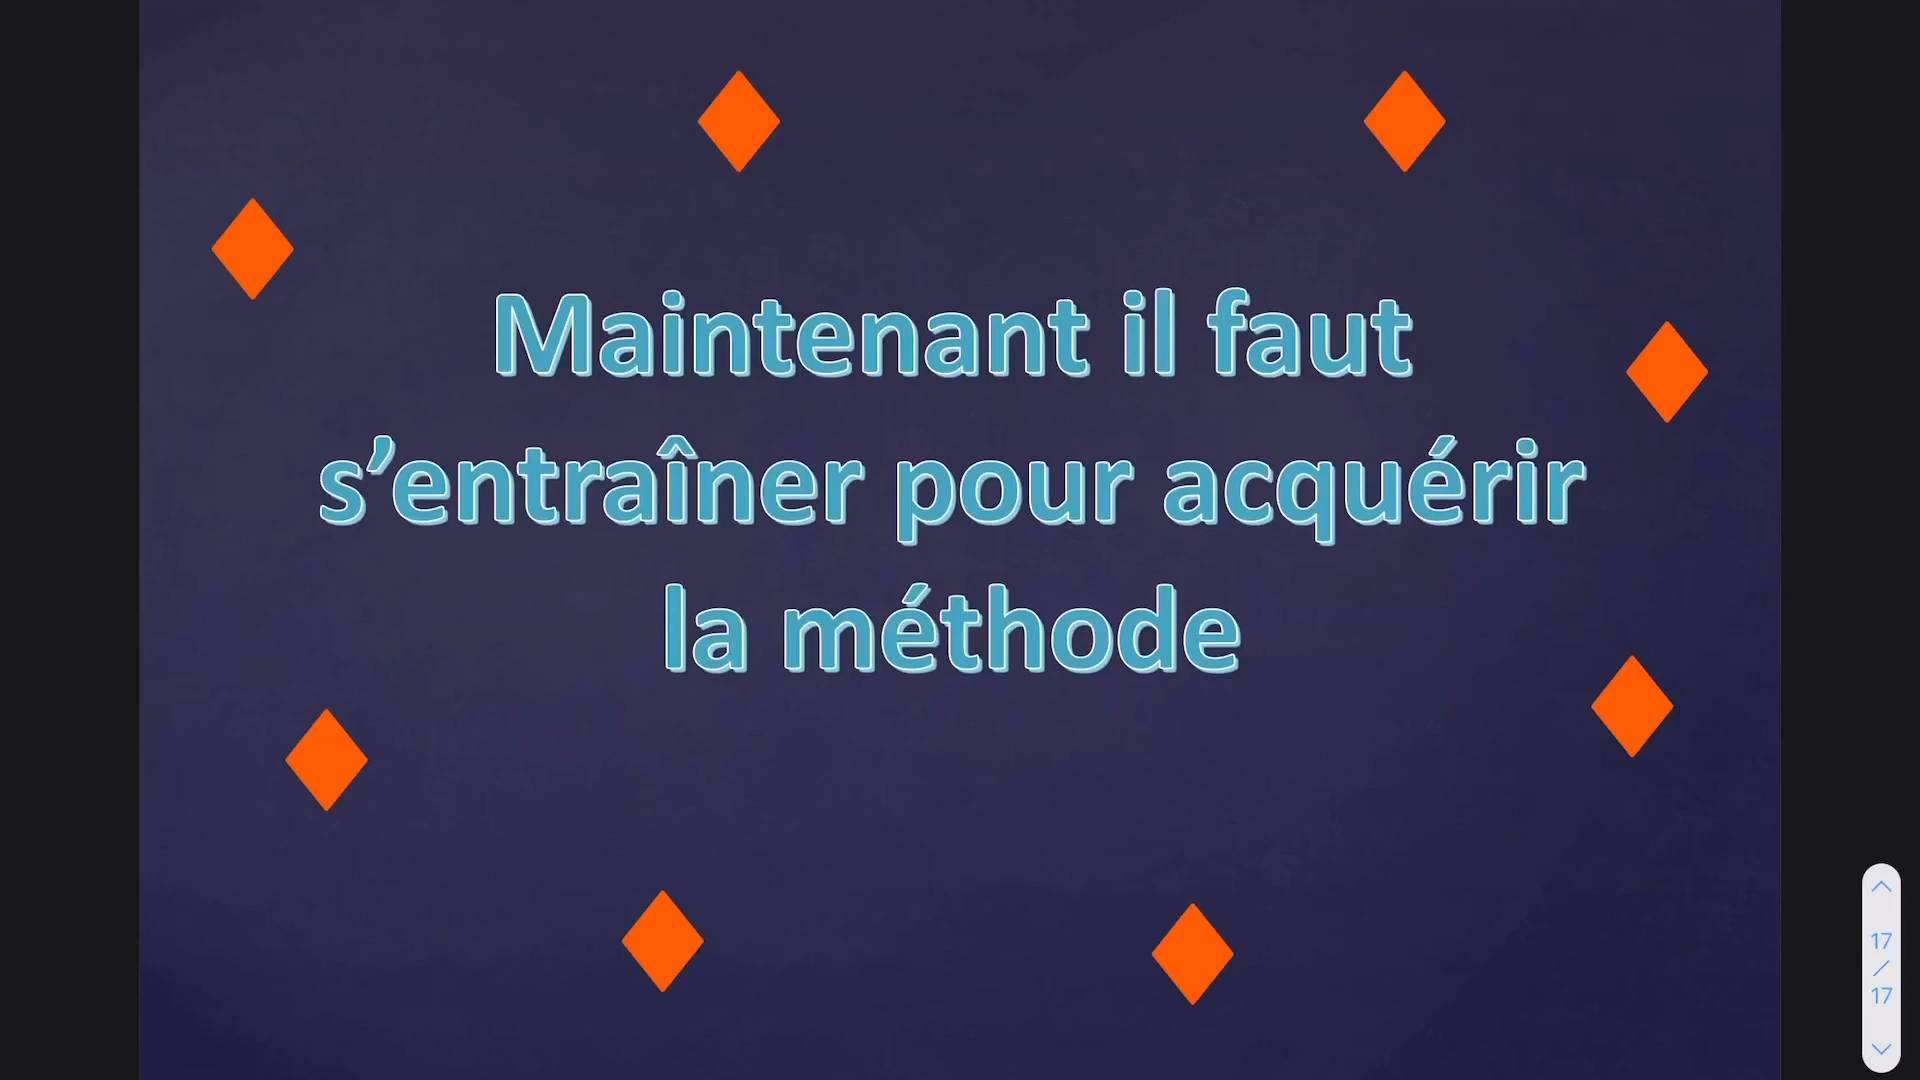 Maintenant il faut
s’entraîner pour acquérir
la méthode
17
/
17